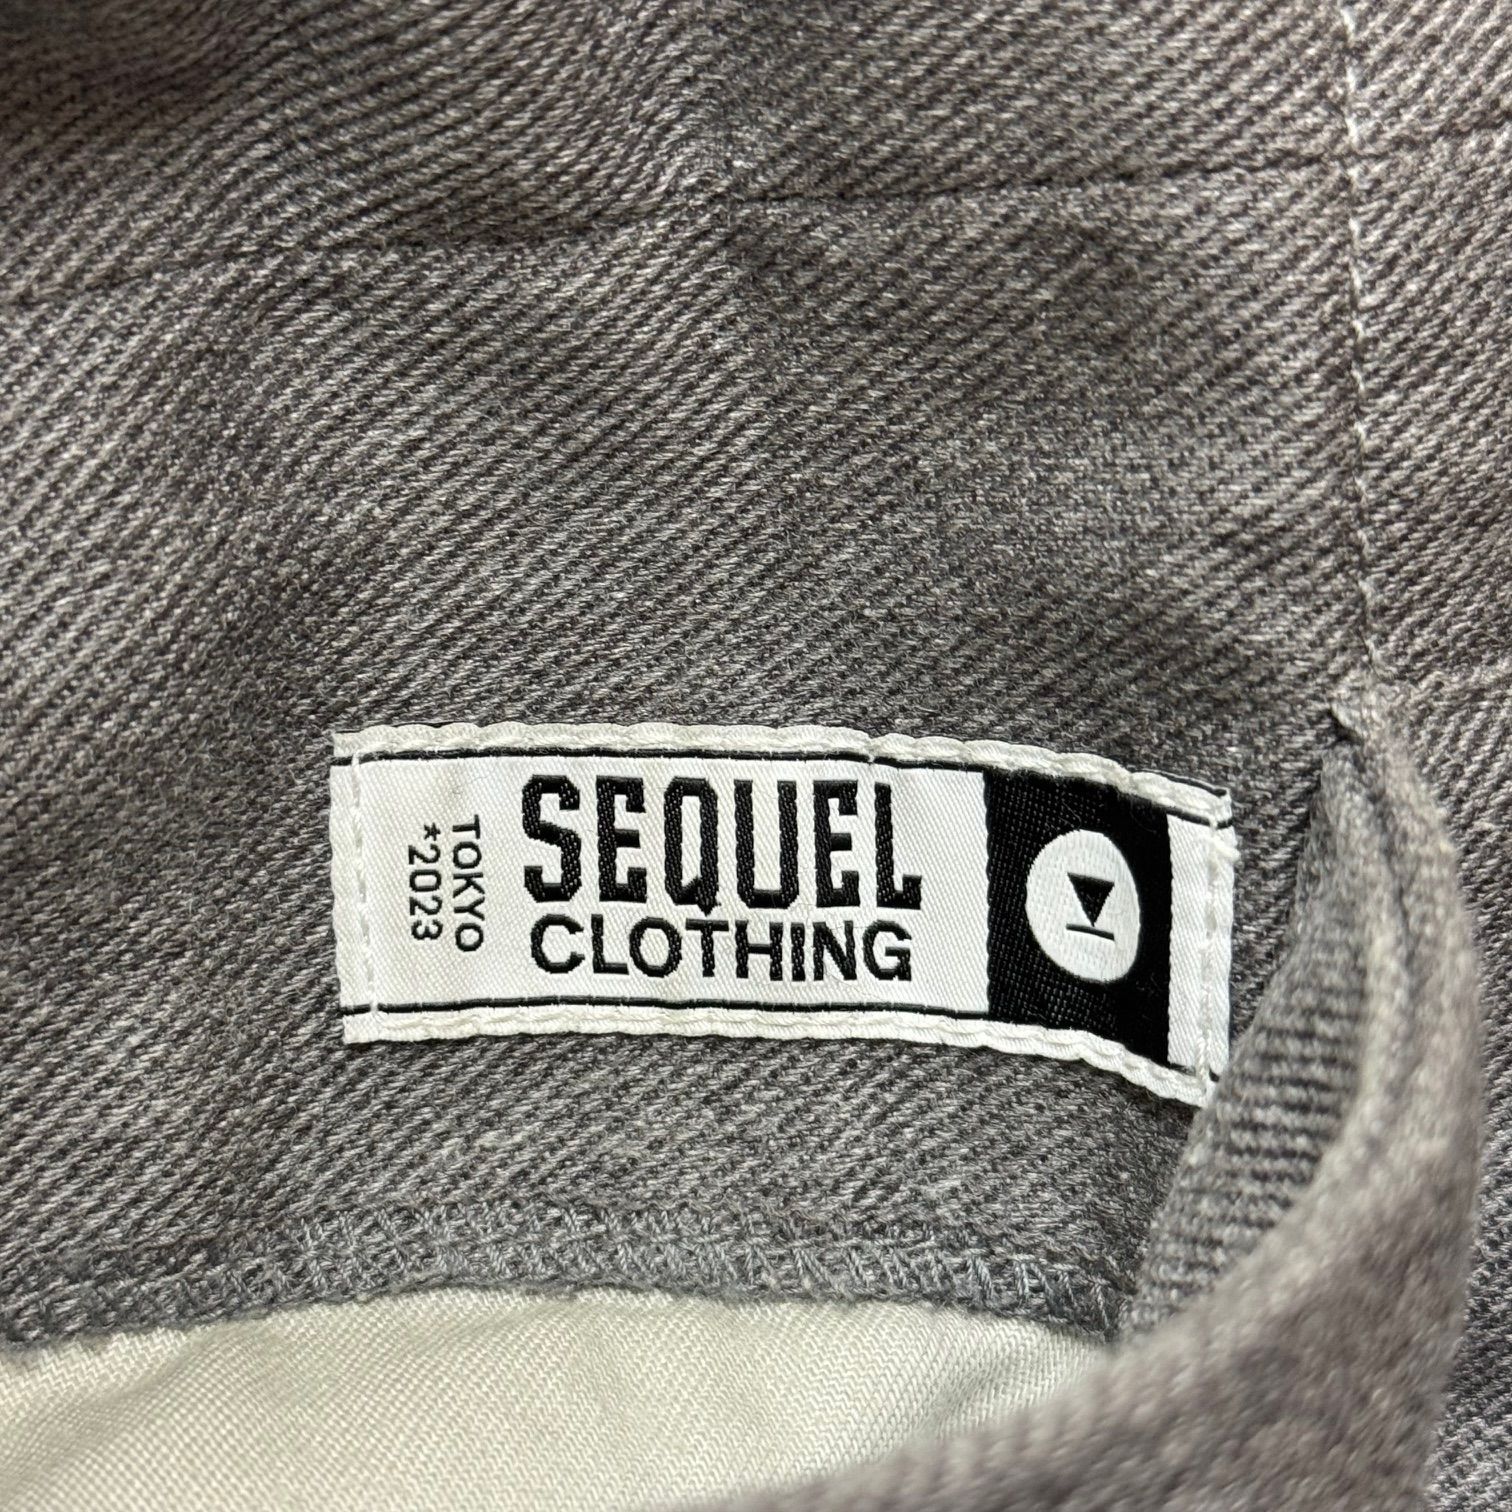 SEQUEL
CLOTHING
TOKYO
*2023